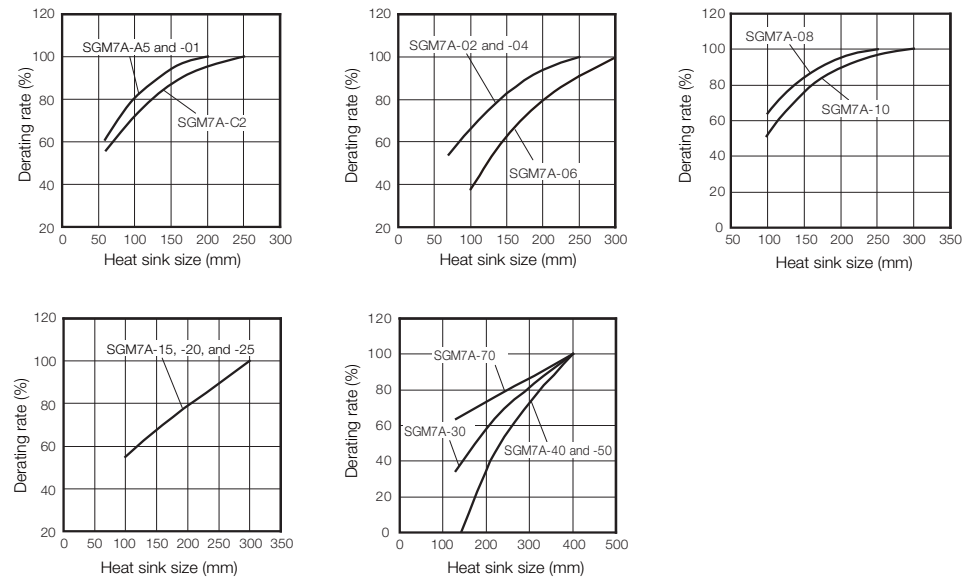 120
100
80
60
40
20
0 50 100 150 200 250 300
Derating rate (%)
Heat sink size (mm)
SGM7A-A5 and -01
SGM7A-C2
120
100
80
60
40
20
0 50 100 150 200 250 300
Derating rate (%)
Heat sink size (mm)
SGM7A-02 and -04
SGM7A-06
120
100
80
60
40
20
0
50 100 150 200 250 300 350
Derating rate (%)
Heat sink size (mm)
SGM7A-08
SGM7A-10
120
100
80
60
40
20
0 50 100 150 200 250 300 350
Derating rate (%)
Heat sink size (mm)
SGM7A-15, -20, and -25
120
100
80
60
40
20
0
0 100 200 300 400 500
Derating rate (%)
Heat sink size (mm)
SGM7A-70
SGM7A-30
SGM7A-40 and -50